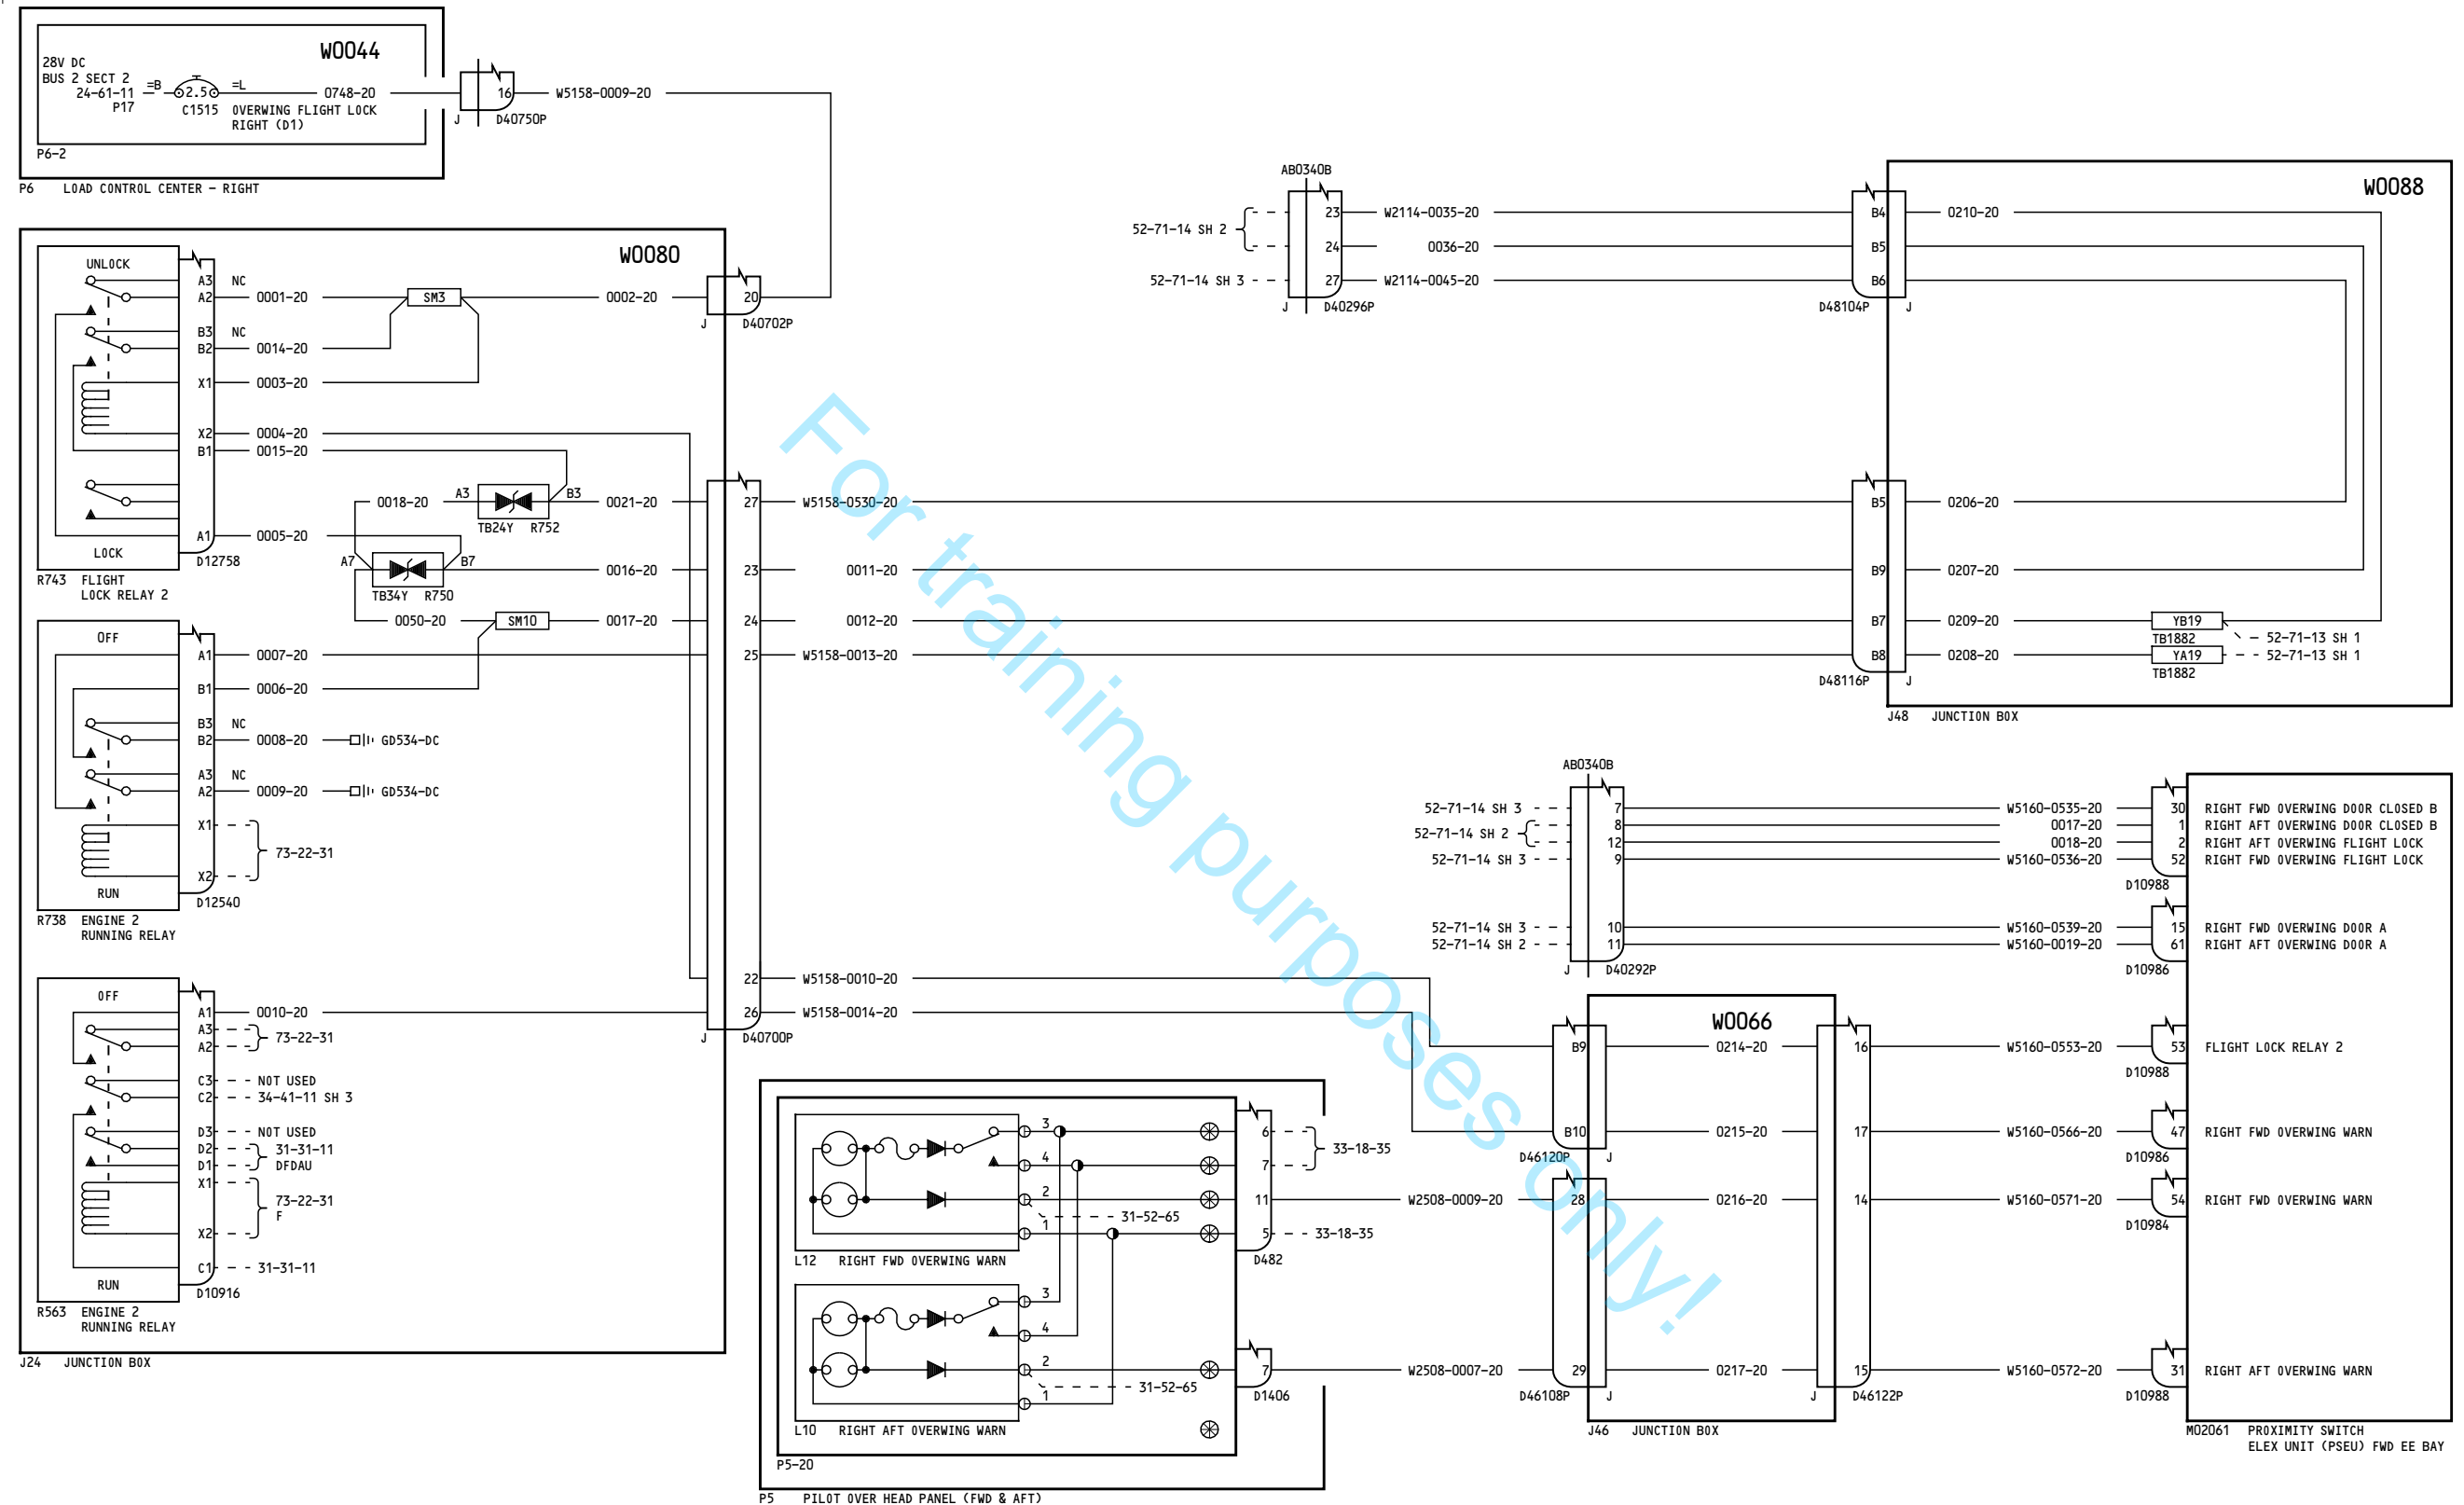 W0044
28V DC
BUS 2 SECT 2
24-61-11
P17
=B
2.5
=L
C1515
OVERWING FLIGHT LOCK
RIGHT (D1)
0748-20
P6-2
P6 LOAD CONTROL CENTER - RIGHT
16
J
D40750P
W5158-0009-20
W0080
UNLOCK
A3 NC
A2 0001-20 SM3 0002-20
B3 NC
B2 0014-20
X1 0003-20
X2 0004-20
B1 0015-20
0018-20 A3 B3 0021-20
TB24Y R752
A1 0005-20
LOCK
D12758
R743 FLIGHT
LOCK RELAY 2
A7 B7 0016-20
TB34Y R750
0050-20 SM10 0017-20
20
J D40702P
OFF
A1 0007-20
B1 0006-20
B3 NC
B2 0008-20 GD534-DC
A3 NC
A2 0009-20 GD534-DC
X1
73-22-31
X2
RUN
D12540
R738 ENGINE 2
RUNNING RELAY
OFF
A1 0010-20
A3
73-22-31
A2
C3 NOT USED
C2 34-41-11 SH 3
D3 NOT USED
D2 31-31-11
D1 DFDAU
X1
73-22-31
F
X2
C1 31-31-11
RUN
D10916
R563 ENGINE 2
RUNNING RELAY
J24 JUNCTION BOX
27 W5158-0530-20
23 0011-20
24 0012-20
25 W5158-0013-20
22 W5158-0010-20
26 W5158-0014-20
J D40700P
AB0340B
52-71-14 SH 2
23 W2114-0035-20
24 0036-20
52-71-14 SH 3
27 W2114-0045-20
J D40296P
W0088
B4 0210-20
B5
B6
D48104P J
B5 0206-20
B9 0207-20
B7 0209-20 YB19
TB1882 52-71-13 SH 1
B8 0208-20 YA19 52-71-13 SH 1
TB1882
D48116P J
J48 JUNCTION BOX
AB0340B
52-71-14 SH 3 7 W5160-0535-20 30 RIGHT FWD OVERWING DOOR CLOSED B
52-71-14 SH 2 8 0017-20 1 RIGHT AFT OVERWING DOOR CLOSED B
12 0018-20 2 RIGHT AFT OVERWING FLIGHT LOCK
52-71-14 SH 3 9 W5160-0536-20 52 RIGHT FWD OVERWING FLIGHT LOCK
D10988
52-71-14 SH 3 10 W5160-0539-20 15 RIGHT FWD OVERWING DOOR A
52-71-14 SH 2 11 W5160-0019-20 61 RIGHT AFT OVERWING DOOR A
J D40292P
D10986
W0066
B9 0214-20 16 W5160-0553-20 53 FLIGHT LOCK RELAY 2
D10988
B10 0215-20 17 W5160-0566-20 47 RIGHT FWD OVERWING WARN
D46120P J
D10986
28 0216-20 14 W5160-0571-20 54 RIGHT FWD OVERWING WARN
D10984
29 0217-20 15 W5160-0572-20 31 RIGHT AFT OVERWING WARN
D46108P J
J D46122P
D10988
J46 JUNCTION BOX
M02061 PROXIMITY SWITCH
ELEX UNIT (PSEU) FWD EE BAY
3 6
33-18-35
4 7
2 11 W2508-0009-20
31-52-65
1 5 33-18-35
L12 RIGHT FWD OVERWING WARN
D482
3
4
2 7 W2508-0007-20
31-52-65
1
D1406
L10 RIGHT AFT OVERWING WARN
P5-20
P5 PILOT OVER HEAD PANEL (FWD & AFT)
For training purposes only!